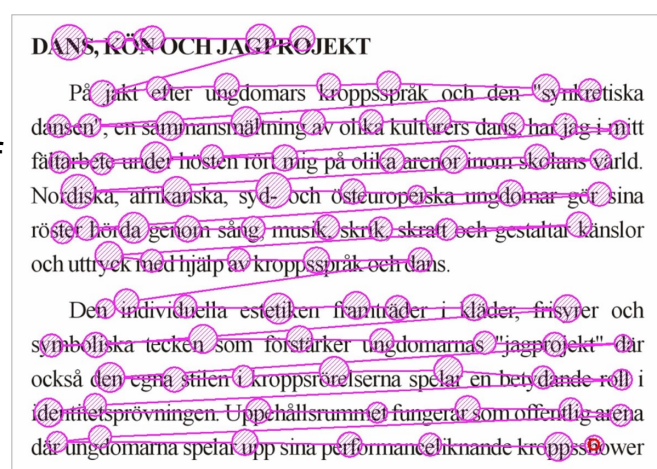 DANS, KÖN OCH JAGPROJEKT
På jakt efter ungdomars kroppsspråk och den "synkretiska
dansen", en sammansmältning av olika kulturers dans, har jag i mitt
fältarbete under hösten rört mig på olika arenor inom skolans värld.
Nordiska, afrikanska, syd- och östeuropeiska ungdomar gör sina
röster hörda genom sång, musik, skrik, skratt och gestaltar känslor
och uttryck med hjälp av kroppsspråk och dans.
Den individuella estetiken framträder i kläder, frisyrer och
symboliska tecken som förstärker ungdomarnas "jagprojekt" där
också den egna stilen i kroppsrörelserna spelar en betydande roll i
identitetsprövningen. Uppehållsrummet fungerar som offentlig arena
där ungdomarna spelar upp sina performanceliknande kroppsshower